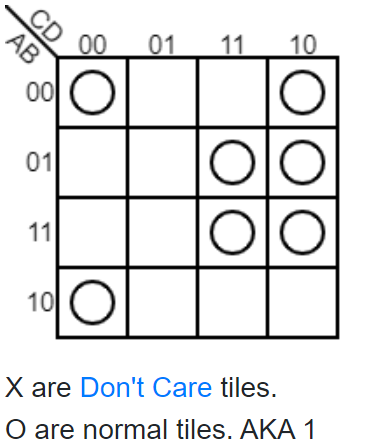 CD
AB
00 01 11 10
00
01
11
10
X are Don't Care tiles.
O are normal tiles. AKA 1